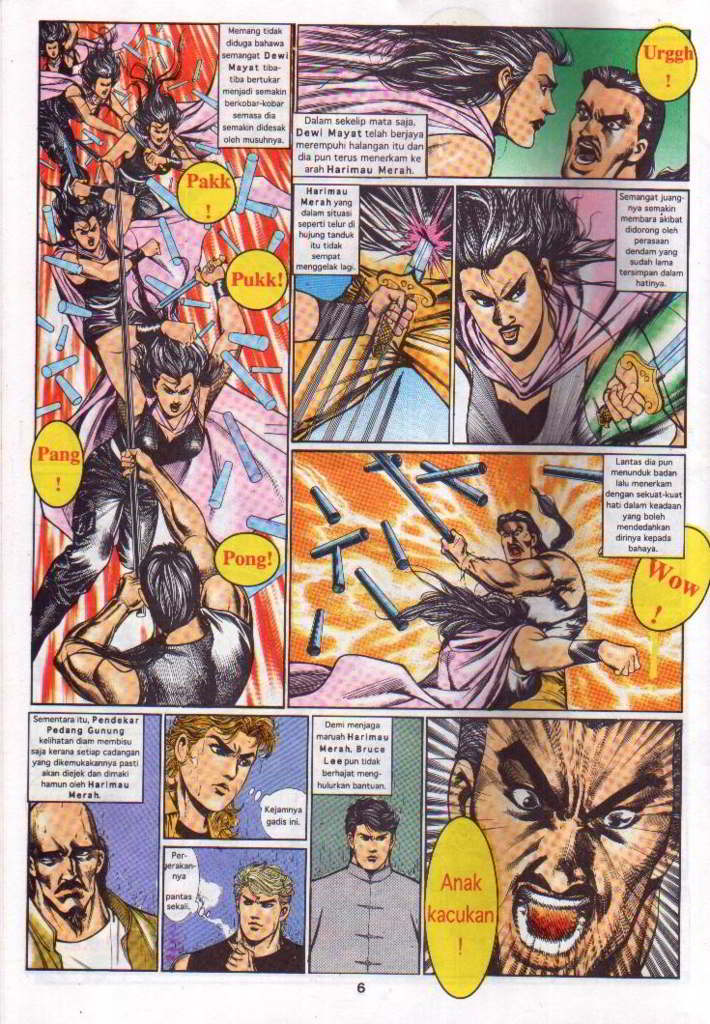 Memang tidak
diduga bahawa
semangat Dewi
Mayat tiba-
tiba bertukar
menjadi semakin
berkobar-kobar
semasa dia
semakin didesak
oleh musuhnya.
Pakk
!
Pukk!
Pang
!
Pong!
Dalam sekelip mata saja,
Dewi Mayat telah berjaya
merempuhi halangan itu dan
dia pun terus menerkam ke
arah Harimau Merah.
Urggh
!
Harimau
Merah yang
dalam situasi
seperti telur di
hujung tanduk
itu tidak
sempat
menggelak lagi.
Semangat juang-
nya semakin
membara akibat
didorong oleh
perasaan
dendam yang
sudah lama
tersimpan dalam
hatinya.
Lantas dia pun
menunduk badan
lalu menerkam
dengan sekuat-kuat
hati dalam keadaan
yang boleh
mendedahkan
dirinya kepada
bahaya.
Wow
!
Sementara itu, Pendekar
Pedang Gunung
kelihatan diam membisu
saja kerana setiap cadangan
yang dikemukakannya pasti
akan diejek dan dimaki
hamun oleh Harimau
Merah.
Kejamnya
gadis ini.
Per-
gerakan-
nya
pantas
sekali.
Demi menjaga
maruah Harimau
Merah, Bruce
Lee pun tidak
berhajat meng-
hulurkan bantuan.
Anak
kacukan
!
6